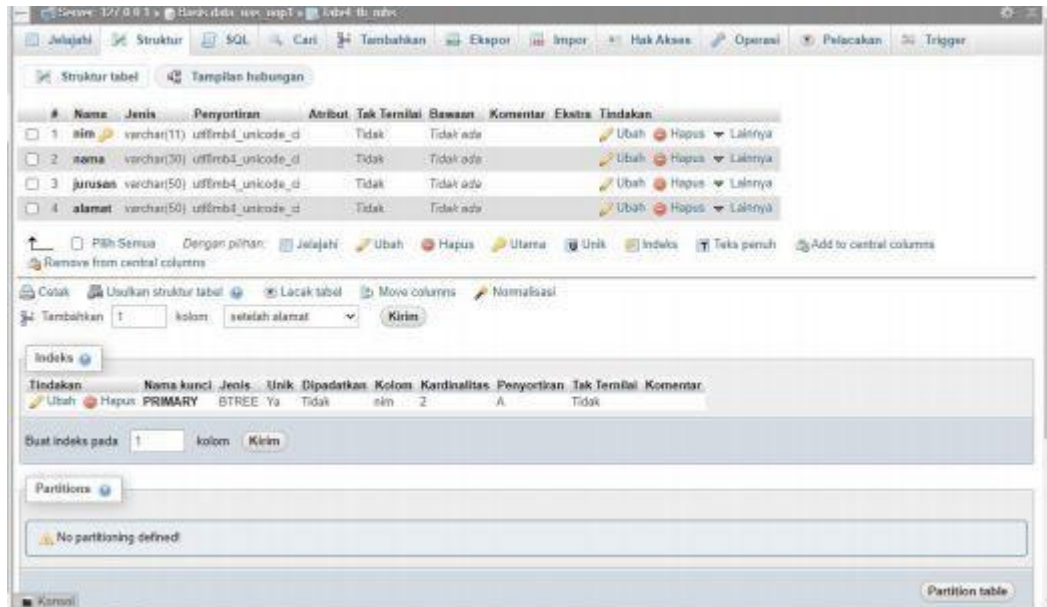 Server: 127.0.0.1 » Basis data: »
Jelajahi Struktur SQL Cari Tambahkan Ekspor Impor Hak Akses Operasi Pelacakan Trigger
Struktur tabel Tampilan hubungan
# Nama Jenis Penyortiran Atribut Tak Ternilai Bawaan Komentar Ekstra Tindakan
1 nim varchar(11) utf8mb4_unicode_ci Tidak Tidak ada Ubah Hapus Lainnya
2 nama varchar(30) utf8mb4_unicode_ci Tidak Tidak ada Ubah Hapus Lainnya
3 jurusan varchar(50) utf8mb4_unicode_ci Tidak Tidak ada Ubah Hapus Lainnya
4 alamat varchar(50) utf8mb4_unicode_ci Tidak Tidak ada Ubah Hapus Lainnya
Pilih Semua Dengan pilihan: Jelajahi Ubah Hapus Utama Unik Indeks Teks penuh Add to central columns
Remove from central columns
Cetak Usulkan struktur tabel Lacak tabel Move columns Normalisasi
Tambahkan 1 kolom setelah alamat Kirim
Indeks
Tindakan Nama kunci Jenis Unik Dipadatkan Kolom Kardinalitas Penyortiran Tak Ternilai Komentar
Ubah Hapus PRIMARY BTREE Ya Tidak nim 2 A Tidak
Buat indeks pada 1 kolom Kirim
Partitions
No partitioning defined!
Partition table
Konsol